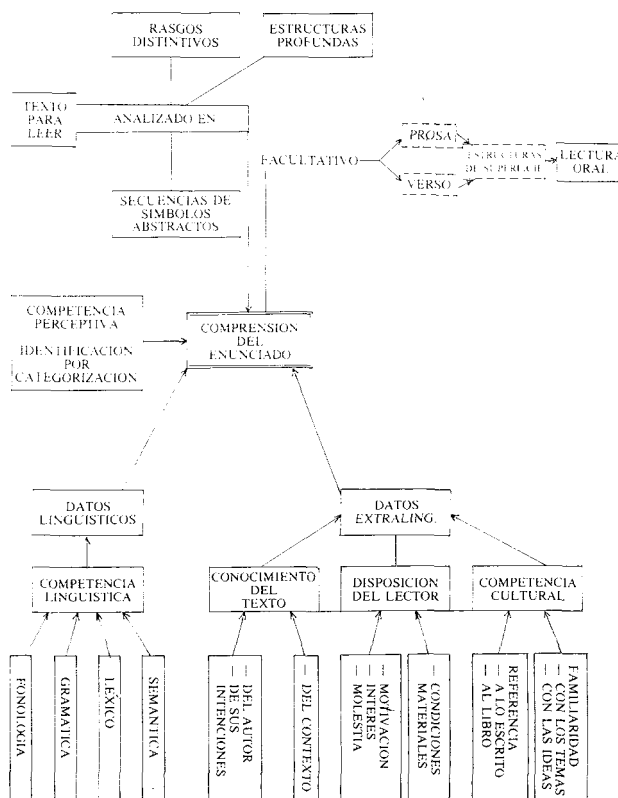 RASGOS
DISTINTIVOS
ESTRUCTURAS
PROFUNDAS
TEXTO
PARA
LEER
ANALIZADO EN
FACULTATIVO
PROSA
VERSO
ESTRUCTURAS
DE SUPERFICIE
LECTURA
ORAL
SECUENCIAS DE
SIMBOLOS
ABSTRACTOS
COMPETENCIA
PERCEPTIVA
IDENTIFICACION
POR
CATEGORIZACION
COMPRENSION
DEL
ENUNCIADO
DATOS
LINGUISTICOS
DATOS
EXTRALING.
COMPETENCIA
LINGUISTICA
CONOCIMIENTO
DEL
TEXTO
DISPOSICION
DEL LECTOR
COMPETENCIA
CULTURAL
FONOLOGIA
GRAMATICA
LEXICO
SEMANTICA
— DEL AUTOR
— DE SUS
INTENCIONES
— DEL CONTEXTO
— MOTIVACION
— INTERES
— MOLESTIA
— CONDICIONES
MATERIALES
REFERENCIA
— A LO ESCRITO
— AL LIBRO
FAMILIARIDAD
— CON LOS TEMAS
— CON LAS IDEAS